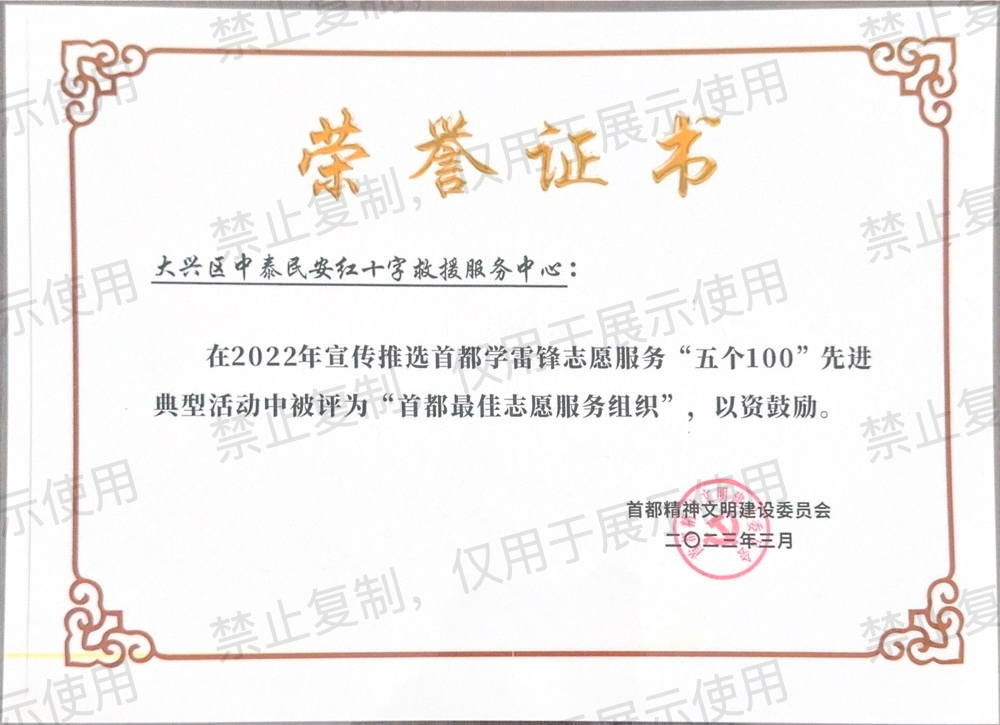 荣誉证书
大兴区中泰民安红十字救援服务中心：
在2022年宣传推选首都学雷锋志愿服务“五个100”先进
典型活动中被评为“首都最佳志愿服务组织”，以资鼓励。
首都精神文明建设委员会
二〇二三年三月
禁止复制，仅用于展示使用